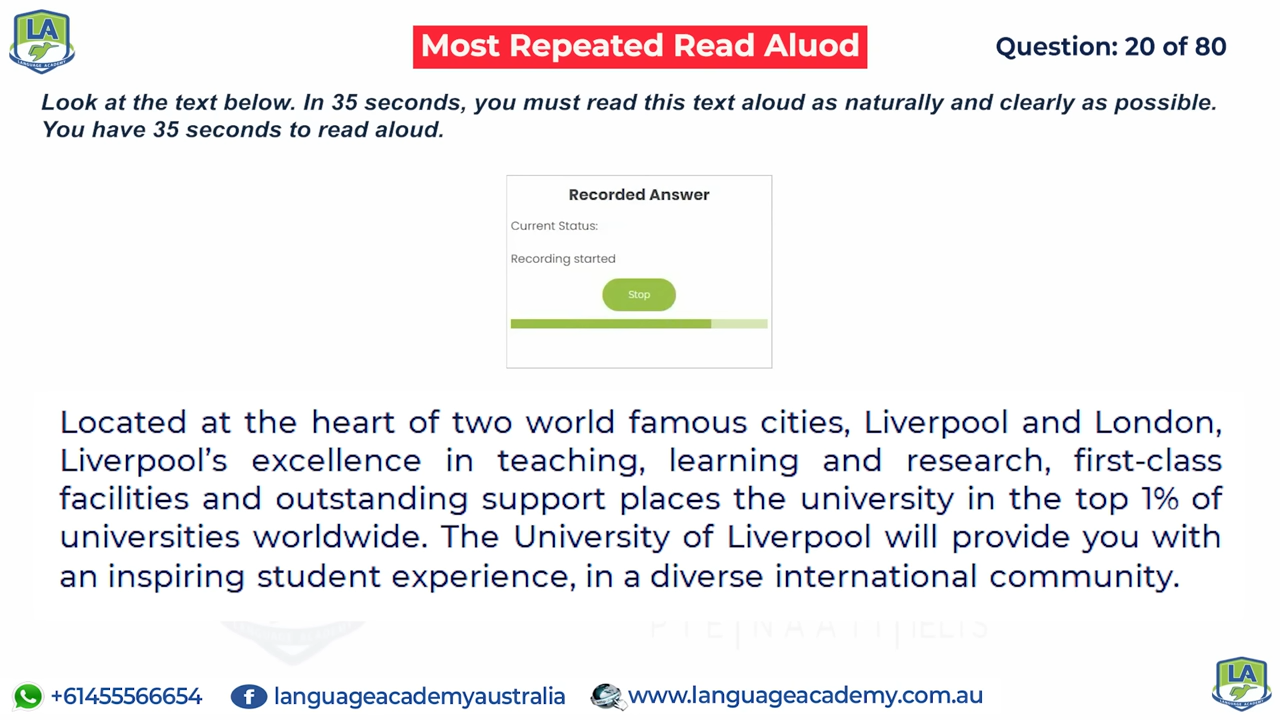 LA
LANGUAGE ACADEMY
Most Repeated Read Aluod
Question: 20 of 80
Look at the text below. In 35 seconds, you must read this text aloud as naturally and clearly as possible.
You have 35 seconds to read aloud.
Recorded Answer
Current Status:
Recording started
Stop
Located at the heart of two world famous cities, Liverpool and London,
Liverpool's excellence in teaching, learning and research, first-class
facilities and outstanding support places the university in the top 1% of
universities worldwide. The University of Liverpool will provide you with
an inspiring student experience, in a diverse international community.
PTE|NAATI|IELTS
+61455566654
languageacademyaustralia
www.languageacademy.com.au
LA